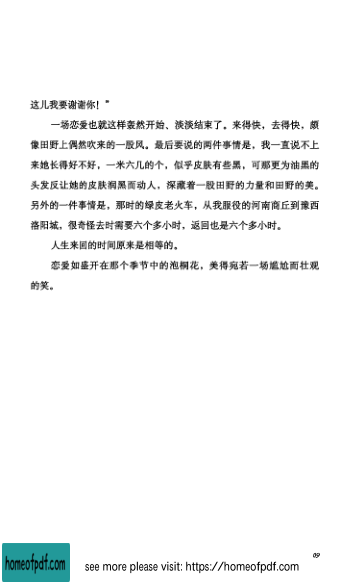 这儿我要谢谢你！”
一场恋爱也就这样轰然开始、淡淡结束了。来得快，去得快，颇
像田野上偶然吹来的一股风。最后要说的两件事情是，我一直说不上
来她长得好不好，一米六几的个，似乎皮肤有些黑，可那更为油黑的
头发反让她的皮肤润黑而动人，深藏着一股田野的力量和田野的美。
另外的一件事情是，那时的绿皮老火车，从我服役的河南商丘到豫西
洛阳城，很奇怪去时需要六个多小时，返回也是六个多小时。
人生来回的时间原来是相等的。
恋爱如盛开在那个季节中的泡桐花，美得宛若一场尴尬而壮观
的笑。
09
homeofpdf.com
see more please visit: https://homeofpdf.com